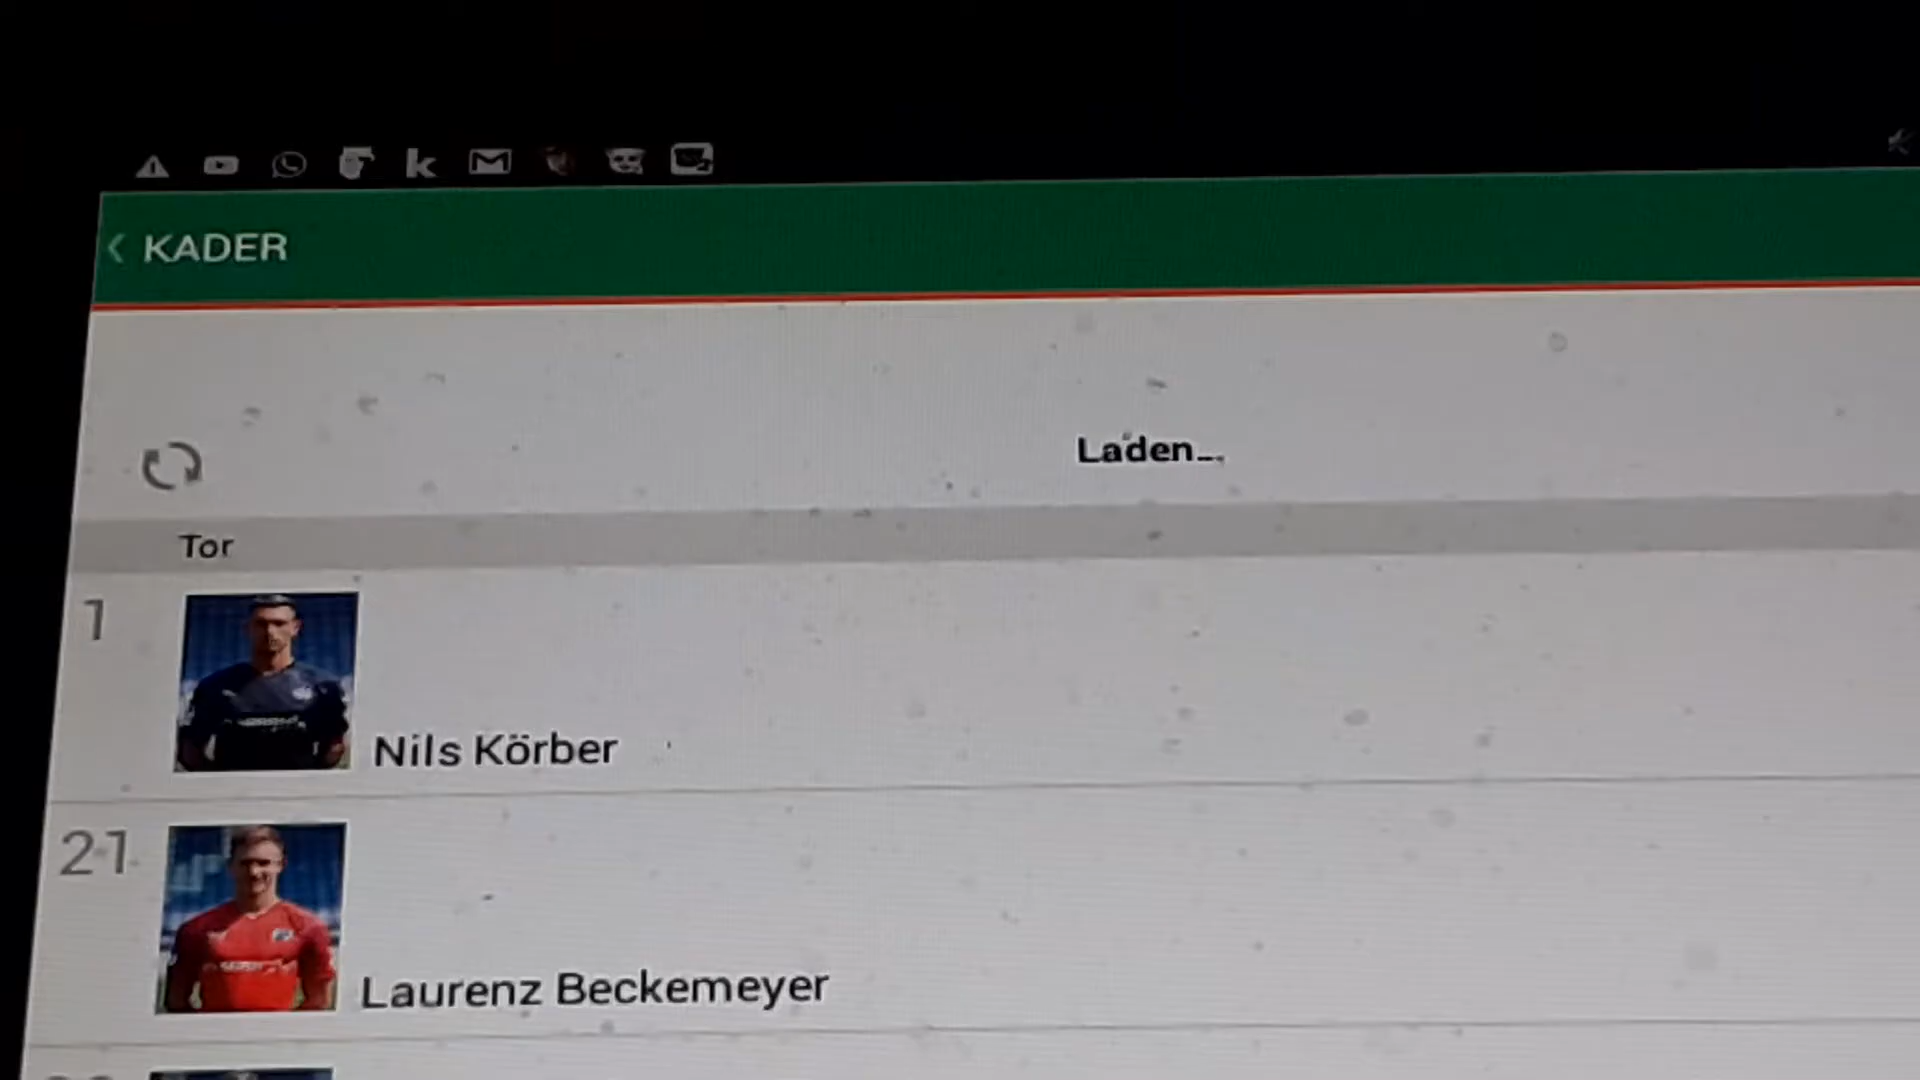 KADER
Laden...
Tor
1
Nils Körber
21
Laurenz Beckemeyer